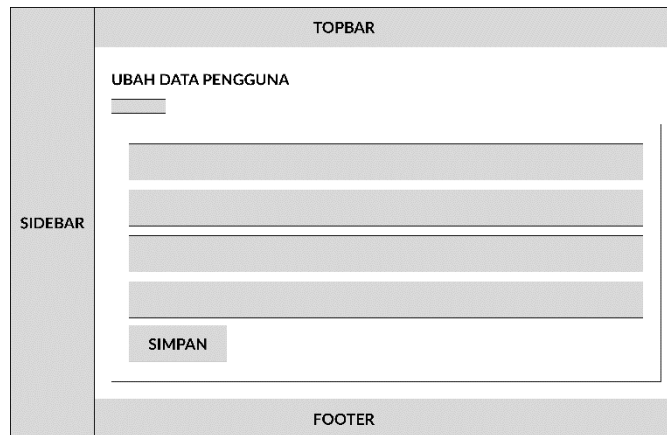 TOPBAR
UBAH DATA PENGGUNA
SIDEBAR
SIMPAN
FOOTER